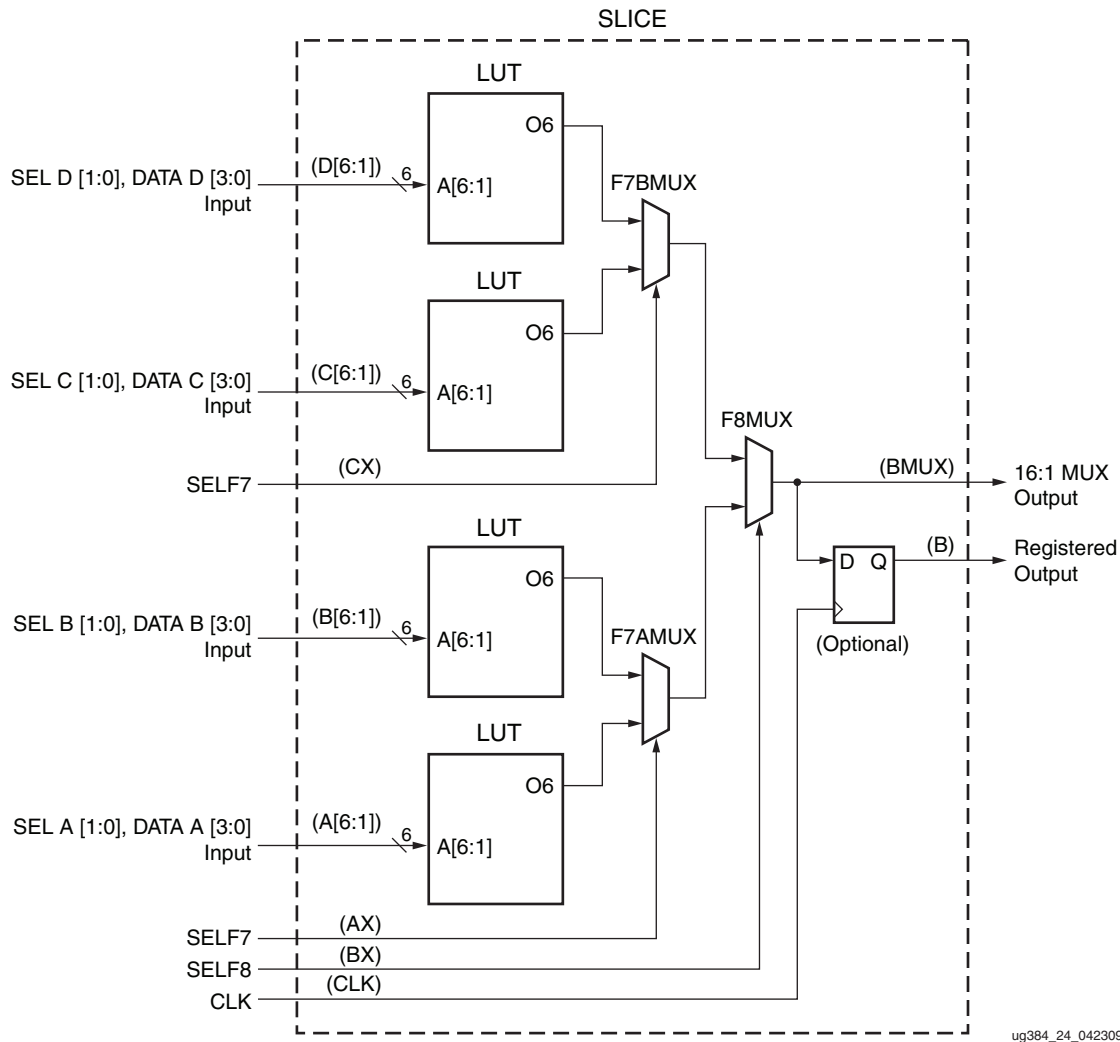 SLICE
LUT
O6
(D[6:1])
6
A[6:1]
SEL D [1:0], DATA D [3:0]
Input
F7BMUX
LUT
O6
(C[6:1])
6
A[6:1]
SEL C [1:0], DATA C [3:0]
Input
F8MUX
(CX)
SELF7
(BMUX)
16:1 MUX
Output
LUT
O6
(B[6:1])
6
A[6:1]
SEL B [1:0], DATA B [3:0]
Input
F7AMUX
D Q
(B)
Registered
Output
(Optional)
LUT
O6
(A[6:1])
6
A[6:1]
SEL A [1:0], DATA A [3:0]
Input
(AX)
SELF7
(BX)
SELF8
(CLK)
CLK
ug384_24_042309